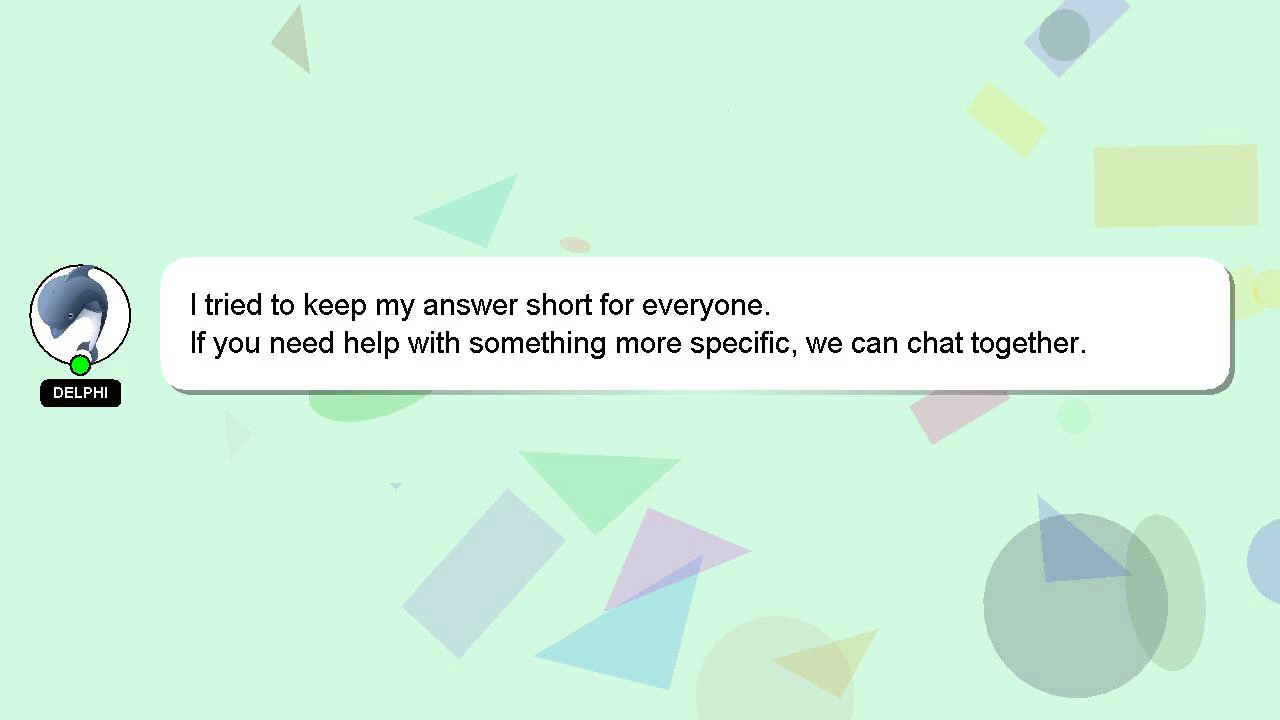 I tried to keep my answer short for everyone.
If you need help with something more specific, we can chat together.
DELPHI